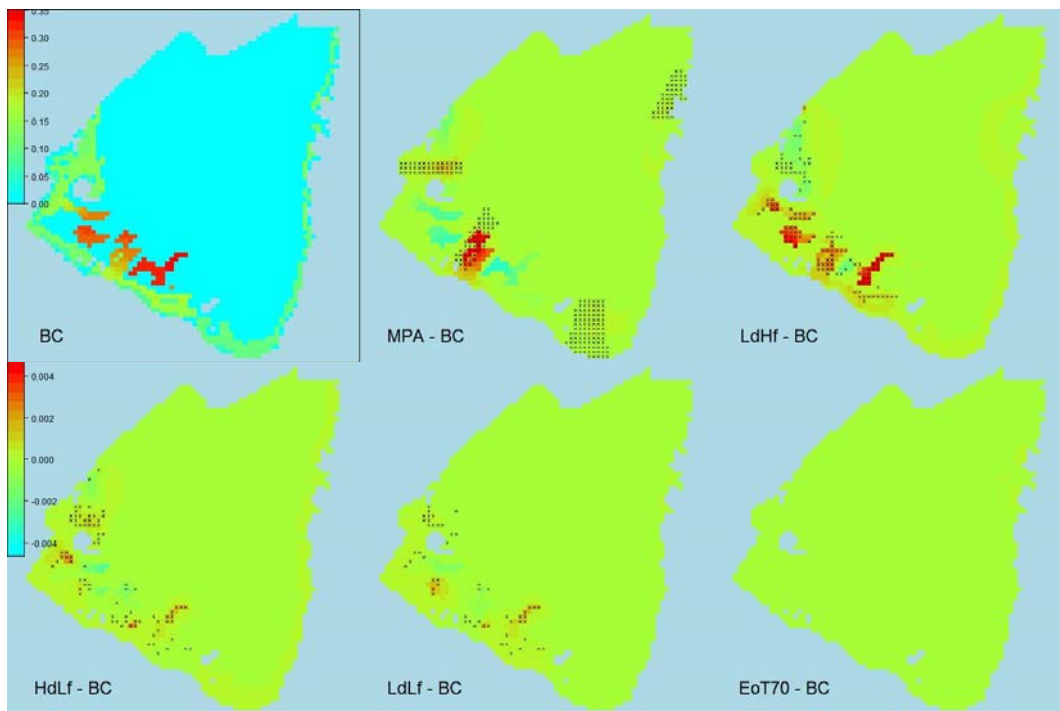 0.35
0.30
0.25
0.20
0.15
0.10
0.05
0.00
BC
MPA - BC
LdHf - BC
0.004
0.002
0.000
-0.002
-0.004
HdLf - BC
LdLf - BC
EoT70 - BC